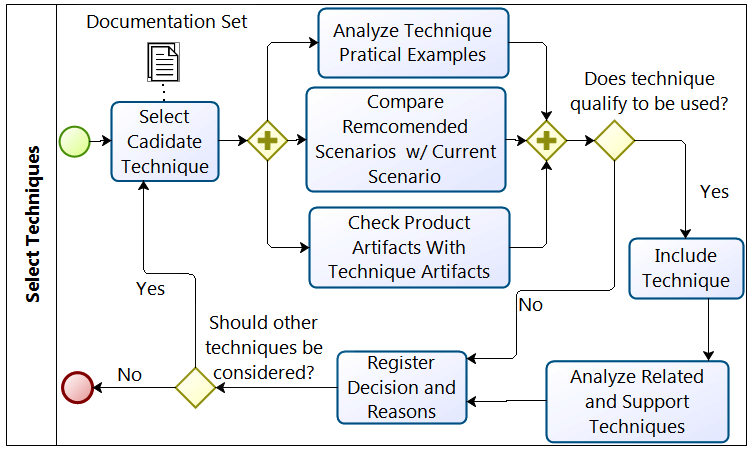 Select Techniques
Documentation Set
Select
Cadidate
Technique
Analyze Technique
Pratical Examples
Compare
Remcomended
Scenarios w/ Current
Scenario
Check Product
Artifacts With
Technique Artifacts
Does technique
qualify to be used?
Yes
Include
Technique
No
Analyze Related
and Support
Techniques
Register
Decision and
Reasons
Should other
techniques be
considered?
Yes
No